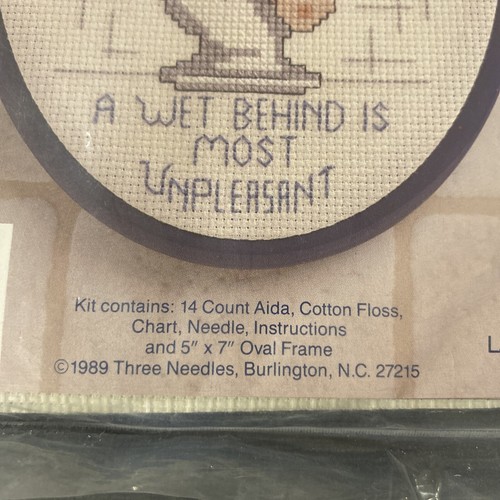 A WET BEHIND IS
MOST
UNPLEASANT
Kit contains: 14 Count Aida, Cotton Floss,
Chart, Needle, Instructions
and 5" x 7" Oval Frame
©1989 Three Needles, Burlington, N.C. 27215
L